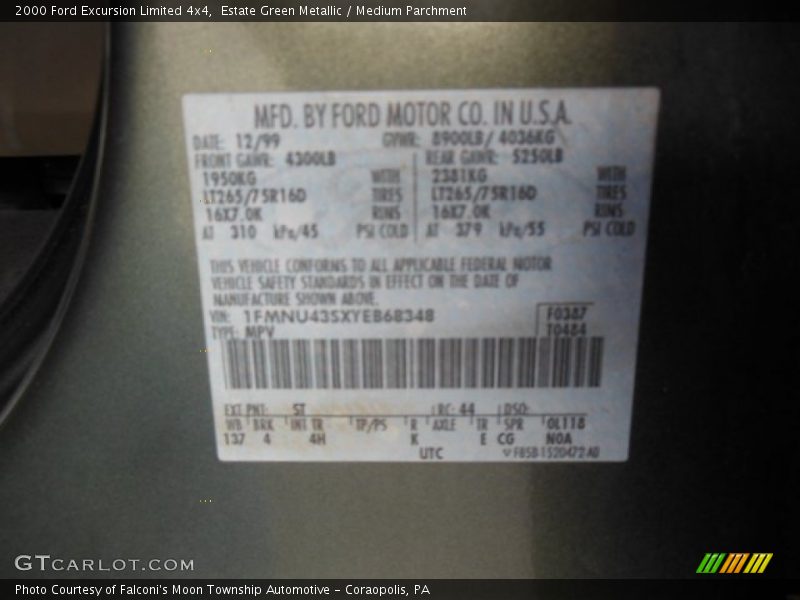 2000 Ford Excursion Limited 4x4, Estate Green Metallic / Medium Parchment
MFD. BY FORD MOTOR CO. IN U.S.A.
DATE: 12/99 GVWR: 8900LB/ 4036KG
FRONT GAWR: 4300LB REAR GAWR: 5250LB
1950KG WITH 2381KG WITH
LT265/75R16D TIRES LT265/75R16D TIRES
16X7.0K RIMS 16X7.0K RIMS
AT 310 kPa/45 PSI COLD AT 379 kPa/55 PSI COLD
THIS VEHICLE CONFORMS TO ALL APPLICABLE FEDERAL MOTOR
VEHICLE SAFETY STANDARDS IN EFFECT ON THE DATE OF
MANUFACTURE SHOWN ABOVE.
VIN: 1FMNU43SXYEB68348 F0387
TYPE: MPV T0484
EXT PNT: ST RC: 44 DSO:
WB BRK INT TR TP/PS R AXLE TR SPR 0L118
137 4 4H K E CG N0A
UTC F85B-1520472-A0
GTCARLOT.COM
Photo Courtesy of Falconi's Moon Township Automotive – Coraopolis, PA